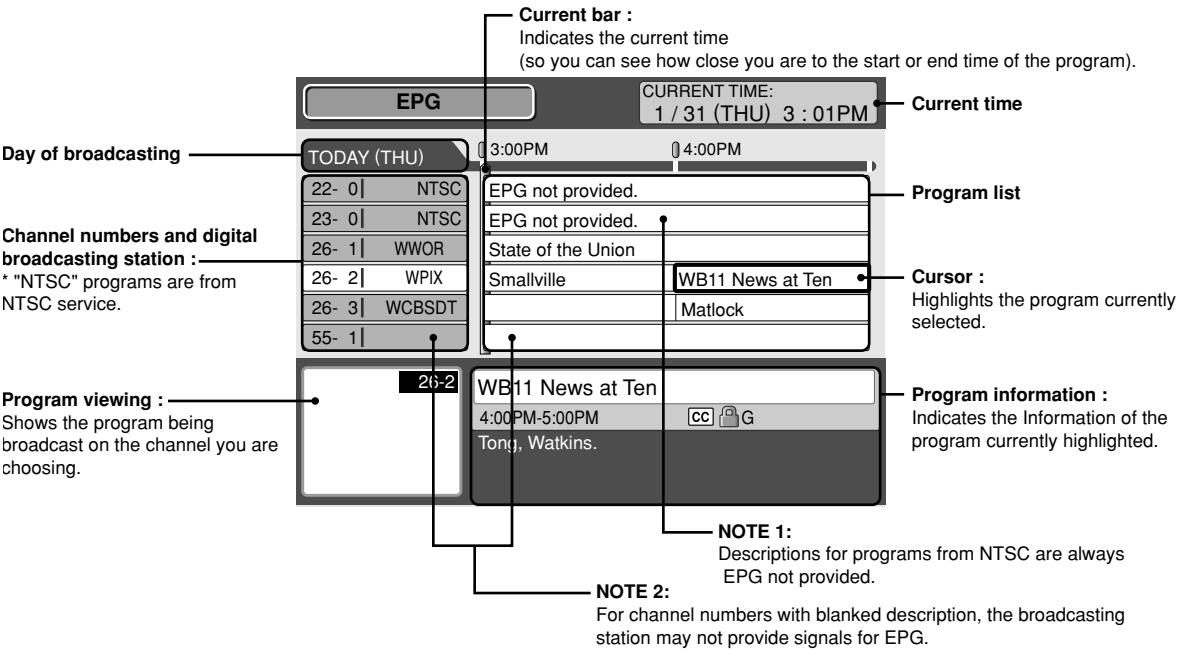 Current bar :
Indicates the current time
(so you can see how close you are to the start or end time of the program).
EPG
CURRENT TIME:
1 / 31 (THU) 3 : 01PM
Current time
Day of broadcasting
TODAY (THU)
3:00PM
4:00PM
22- 0 NTSC
EPG not provided.
Program list
23- 0 NTSC
EPG not provided.
Channel numbers and digital
broadcasting station :
* "NTSC" programs are from
NTSC service.
26- 1 WWOR
State of the Union
26- 2 WPIX
Smallville
WB11 News at Ten
Cursor :
Highlights the program currently
selected.
26- 3 WCBSDT
Matlock
55- 1
Program viewing :
Shows the program being
broadcast on the channel you are
choosing.
26-2
WB11 News at Ten
4:00PM-5:00PM
CC G
Tong, Watkins.
Program information :
Indicates the Information of the
program currently highlighted.
NOTE 1:
Descriptions for programs from NTSC are always
EPG not provided.
NOTE 2:
For channel numbers with blanked description, the broadcasting
station may not provide signals for EPG.